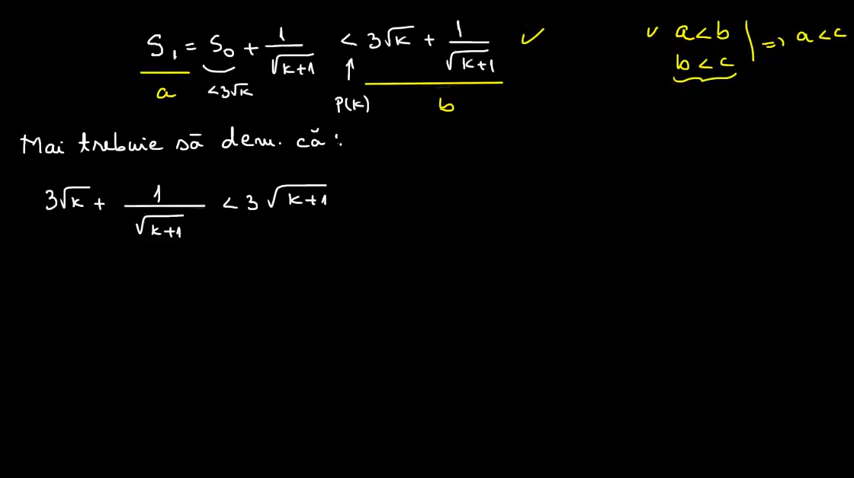 S₁ = S₀ + 1/√(k+1) < 3√k + 1/√(k+1) ✓
a <3√k P(k) b
✓ a<b
b<c | => a<c
Mai trebuie să dem. că :
3√k + 1/√(k+1) < 3√(k+1)